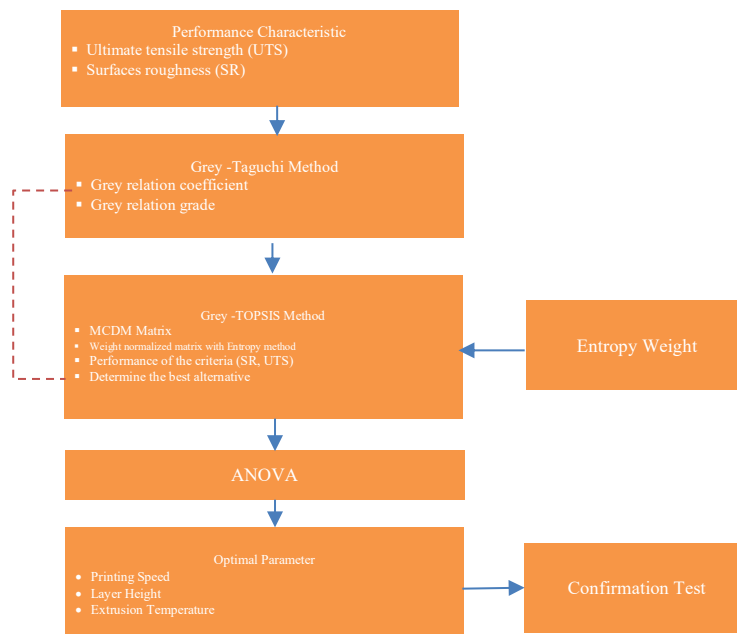 Performance Characteristic
▪ Ultimate tensile strength (UTS)
▪ Surfaces roughness (SR)
Grey -Taguchi Method
▪ Grey relation coefficient
▪ Grey relation grade
Grey -TOPSIS Method
▪ MCDM Matrix
▪ Weight normalized matrix with Entropy method
▪ Performance of the criteria (SR, UTS)
▪ Determine the best alternative
Entropy Weight
ANOVA
Optimal Parameter
• Printing Speed
• Layer Height
• Extrusion Temperature
Confirmation Test